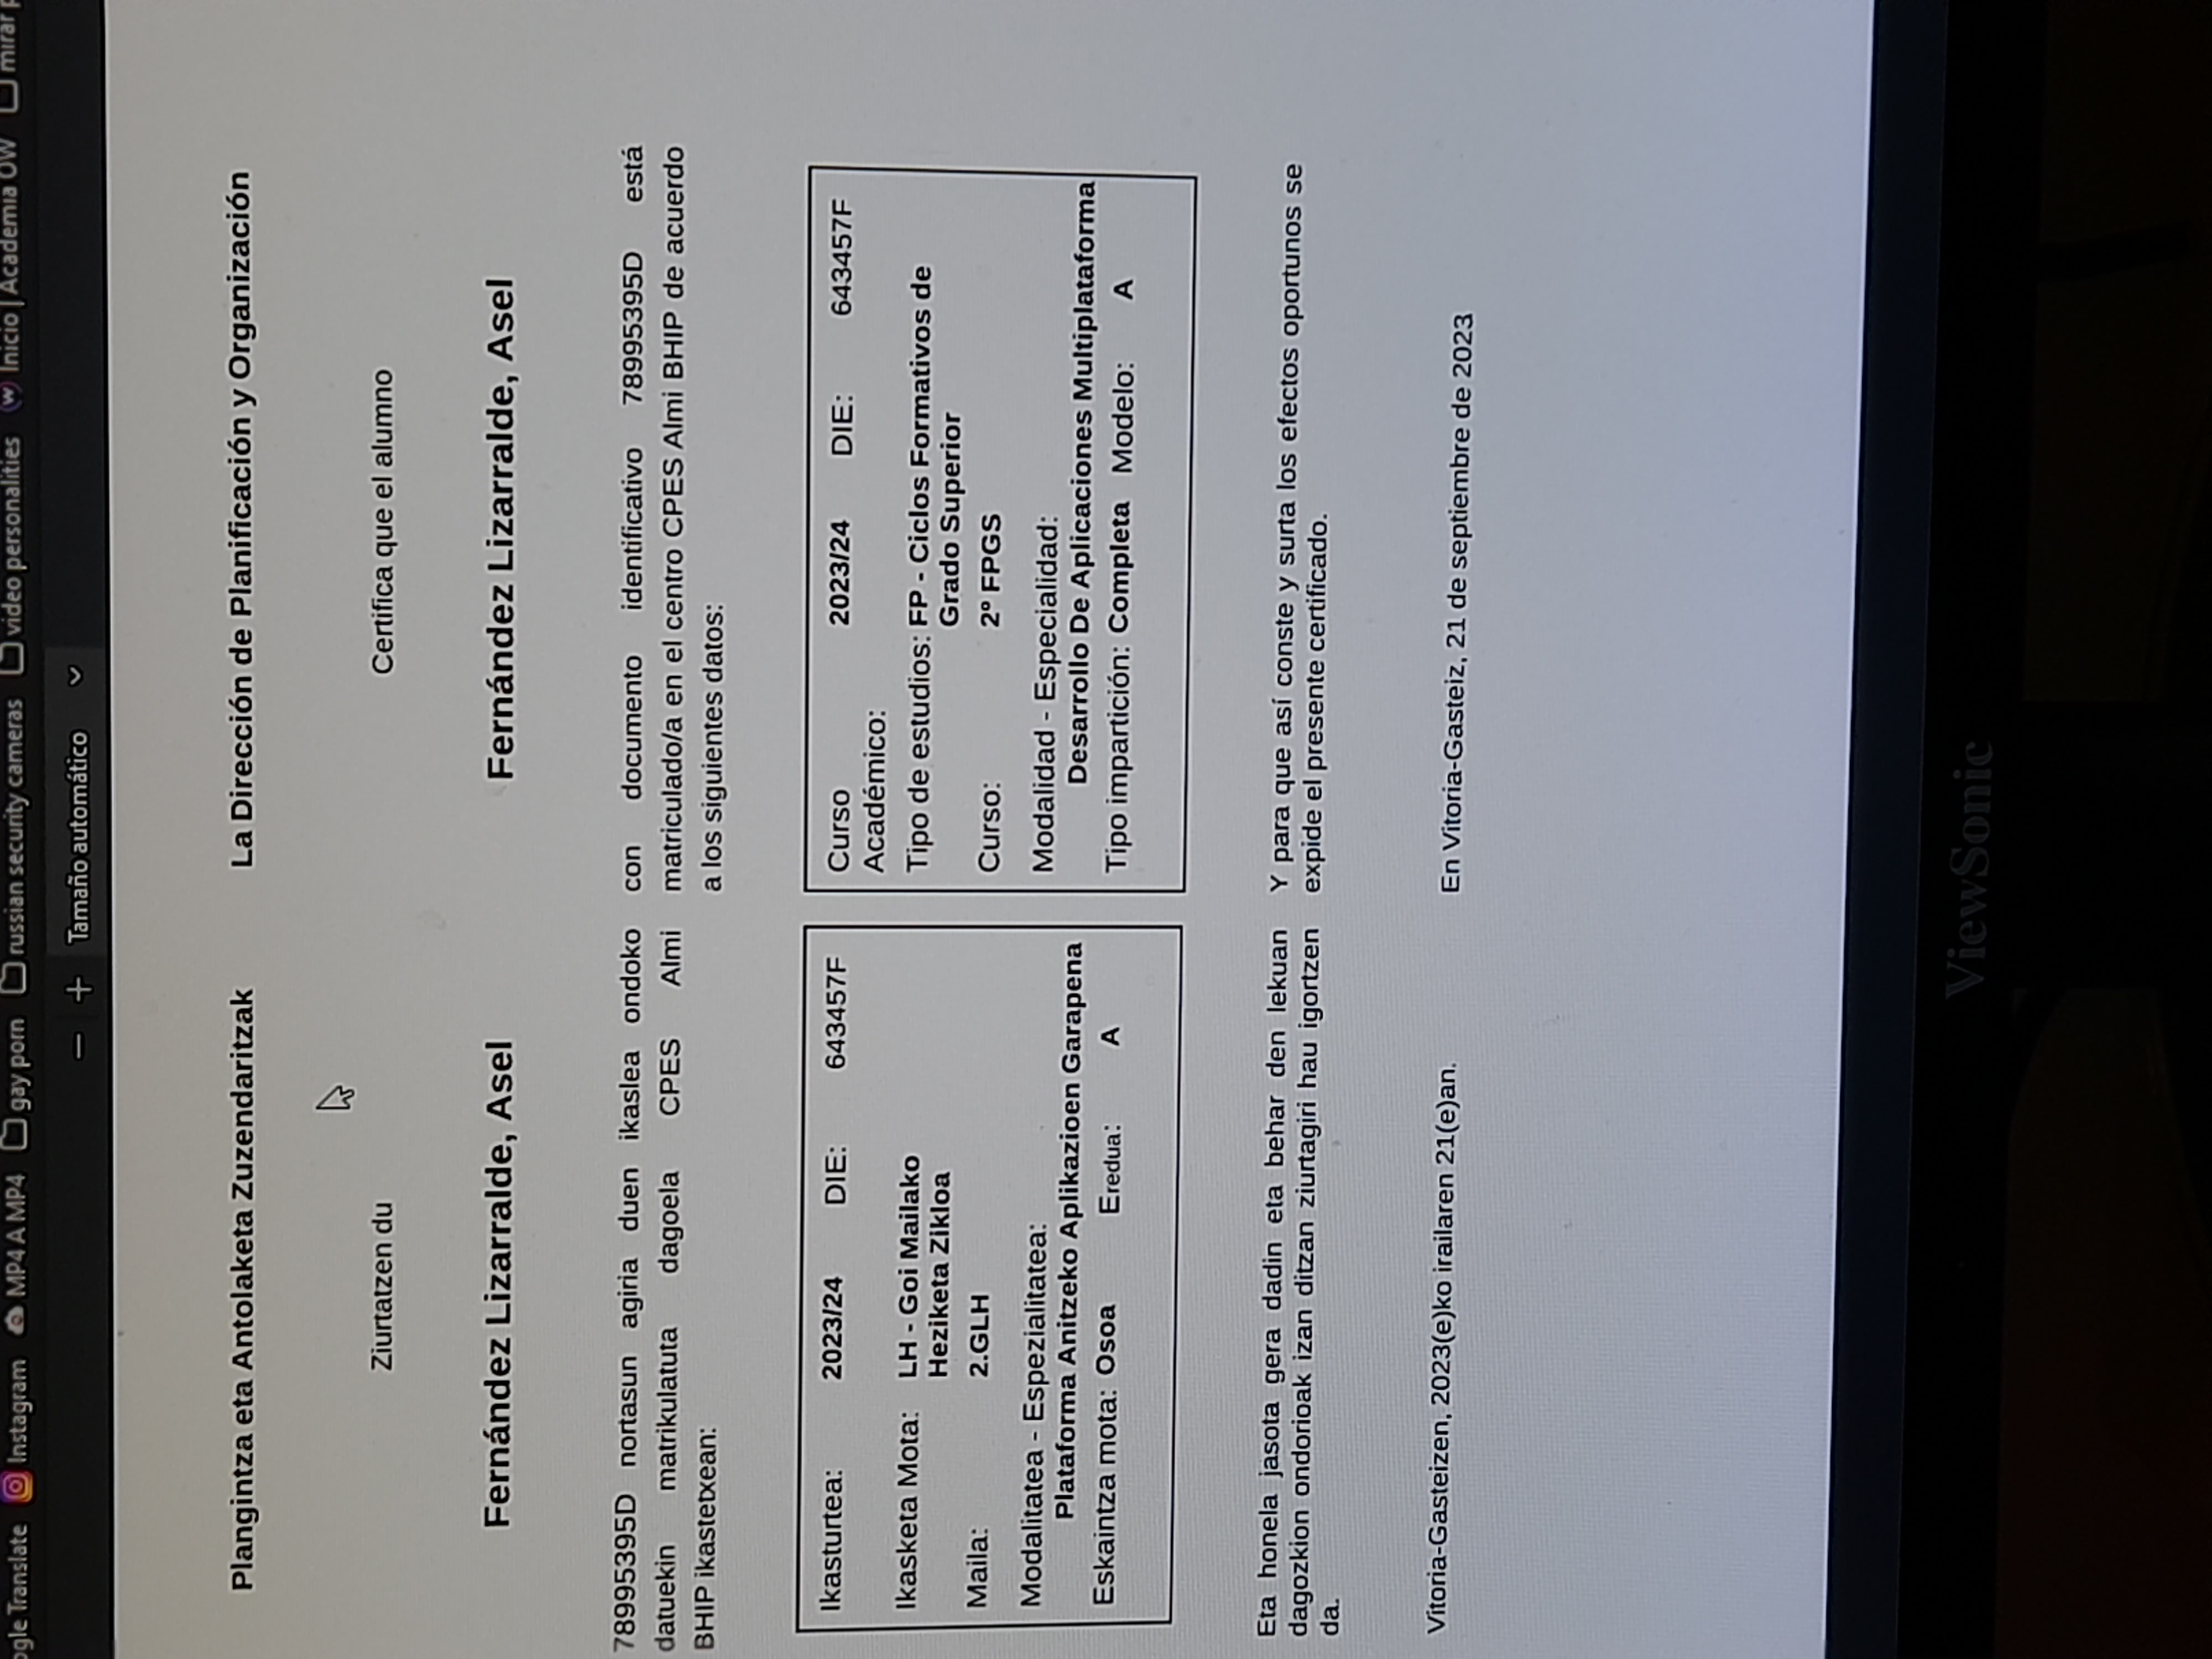 ogle Translate Instagram MP4 A MP4 gay porn russian security cameras video personalities Inicio | Academia OW mirar
Tamaño automático
Plangintza eta Antolaketa Zuzendaritzak
Ziurtatzen du
Fernández Lizarralde, Asel
78995395D nortasun agiria duen ikaslea ondoko
datuekin matrikulatuta dagoela CPES Almi
BHIP ikastetxean:
Ikasturtea: 2023/24 DIE: 643457F
Ikasketa Mota: LH - Goi Mailako
Heziketa Zikloa
Maila: 2.GLH
Modalitatea - Espezialitatea:
Plataforma Anitzeko Aplikazioen Garapena
Eskaintza mota: Osoa Eredua: A
Eta honela jasota gera dadin eta behar den lekuan
dagozkion ondorioak izan ditzan ziurtagiri hau igortzen
da.
Vitoria-Gasteizen, 2023(e)ko irailaren 21(e)an.
La Dirección de Planificación y Organización
Certifica que el alumno
Fernández Lizarralde, Asel
con documento identificativo 78995395D está
matriculado/a en el centro CPES Almi BHIP de acuerdo
a los siguientes datos:
Curso 2023/24 DIE: 643457F
Académico:
Tipo de estudios: FP - Ciclos Formativos de
Grado Superior
Curso: 2º FPGS
Modalidad - Especialidad:
Desarrollo De Aplicaciones Multiplataforma
Tipo impartición: Completa Modelo: A
Y para que así conste y surta los efectos oportunos se
expide el presente certificado.
En Vitoria-Gasteiz, 21 de septiembre de 2023
ViewSonic